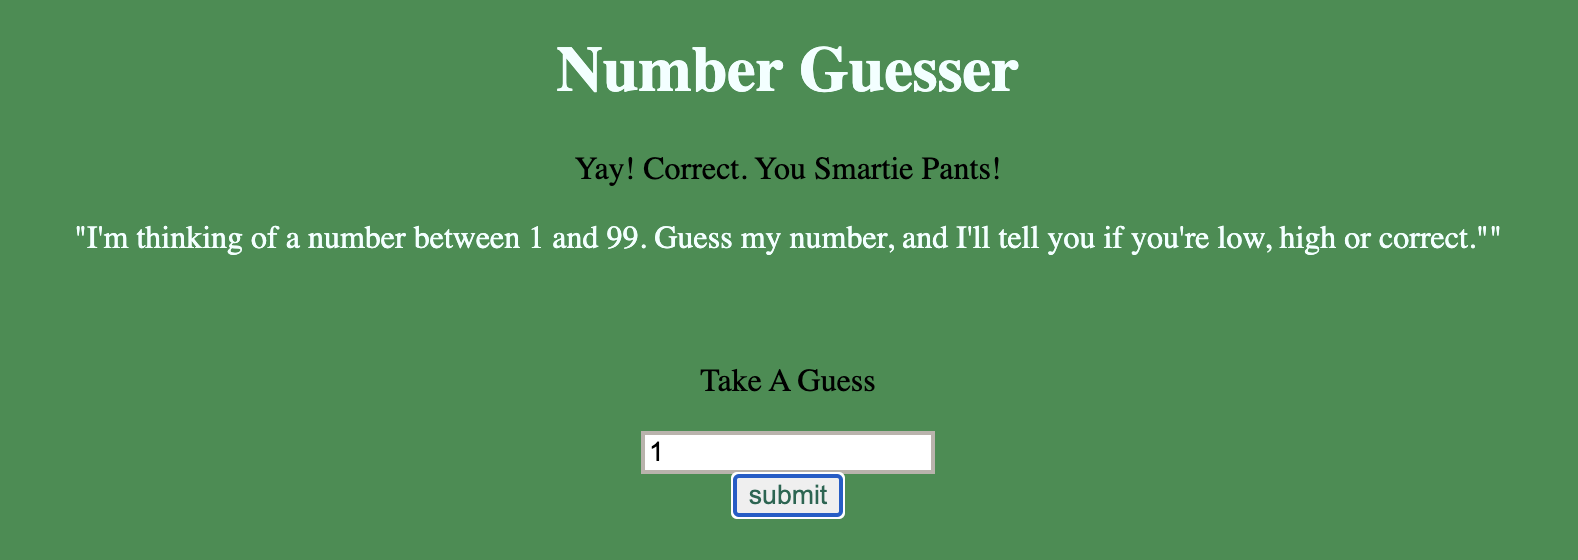 Number Guesser
Yay! Correct. You Smartie Pants!
"I'm thinking of a number between 1 and 99. Guess my number, and I'll tell you if you're low, high or correct.""
Take A Guess
1
submit